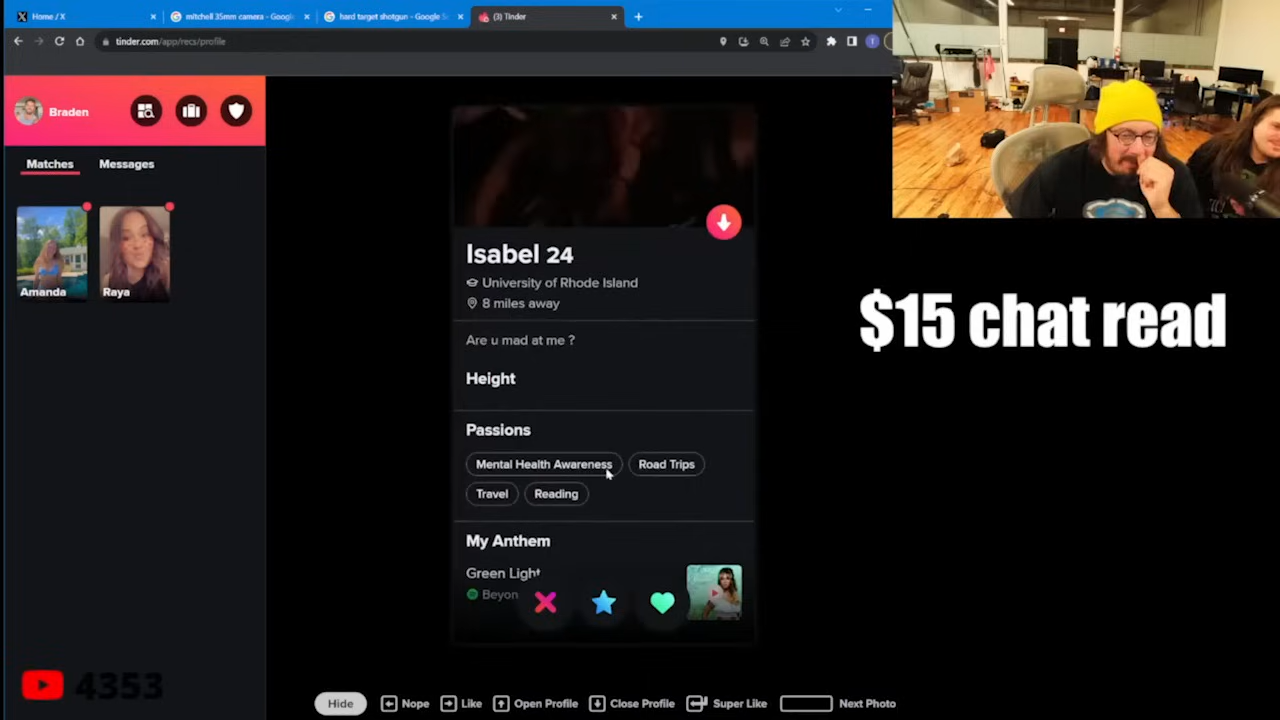 Home / X
mitchell 35mm camera - Google
hard target shotgun - Google
(3) Tinder
tinder.com/app/recs/profile
T
Braden
Matches
Messages
Amanda
Raya
Isabel 24
University of Rhode Island
8 miles away
Are u mad at me ?
Height
Passions
Mental Health Awareness
Road Trips
Travel
Reading
My Anthem
Green Light
Beyon
$15 chat read
4353
Hide
Nope
Like
Open Profile
Close Profile
Super Like
Next Photo